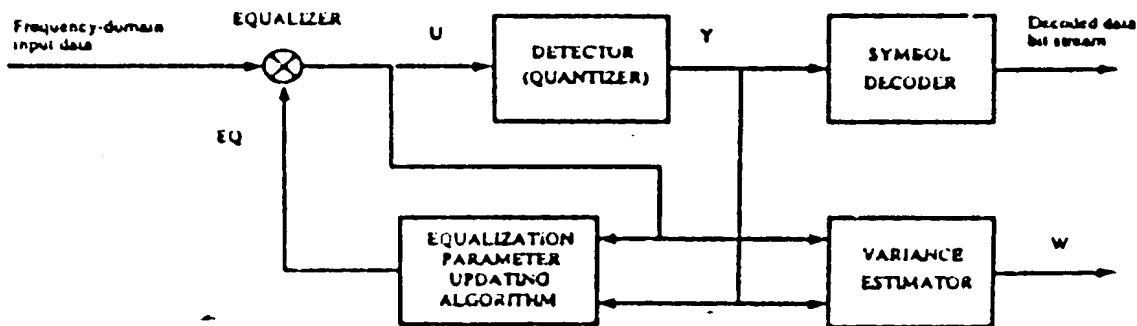 Frequency-domain
input data
EQUALIZER
U
DETECTOR
(QUANTIZER)
Y
SYMBOL
DECODER
Decoded data
bit stream
EQ
EQUALIZATION
PARAMETER
UPDATING
ALGORITHM
VARIANCE
ESTIMATOR
W